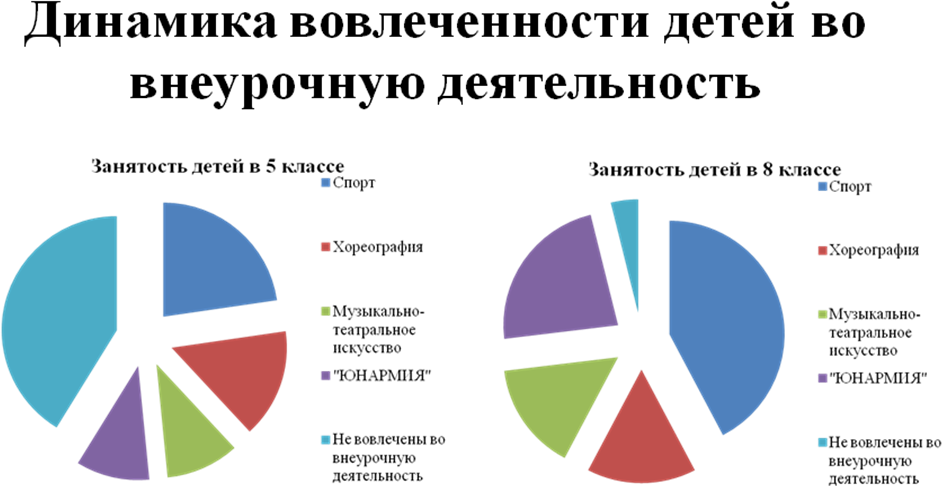 Динамика вовлеченности детей во
внеурочную деятельность
Занятость детей в 5 классе
Спорт
Хореография
Музыкально-
театральное
искусство
"ЮНАРМИЯ"
Не вовлечены во
внеурочную
деятельность
Занятость детей в 8 классе
Спорт
Хореография
Музыкально-
театральное
искусство
"ЮНАРМИЯ"
Не вовлечены во
внеурочную
деятельность